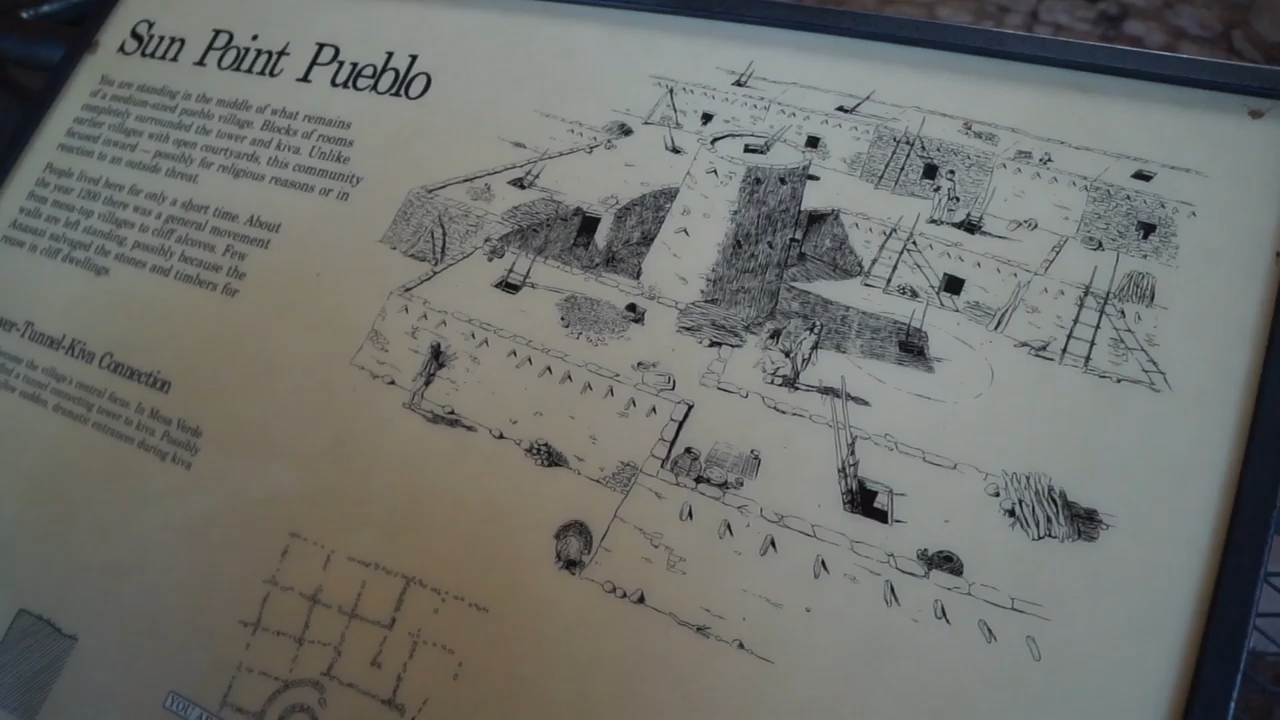 Sun Point Pueblo
You are standing in the middle of what remains
of a medium-sized pueblo village. Blocks of rooms
completely surrounded the tower and kiva. Unlike
earlier villages with open courtyards, this community
focused inward — possibly for religious reasons or in
reaction to an outside threat.
People lived here for only a short time. About
the year 1200 there was a general movement
from mesa-top villages to cliff alcoves. Few
walls are left standing, possibly because the
Anasazi salvaged the stones and timbers for
reuse in cliff dwellings.
wer-Tunnel-Kiva Connection
the village's central focus. In Mesa Verde
a tunnel connecting tower to kiva. Possibly
sudden, dramatic entrances during kiva
YOU A